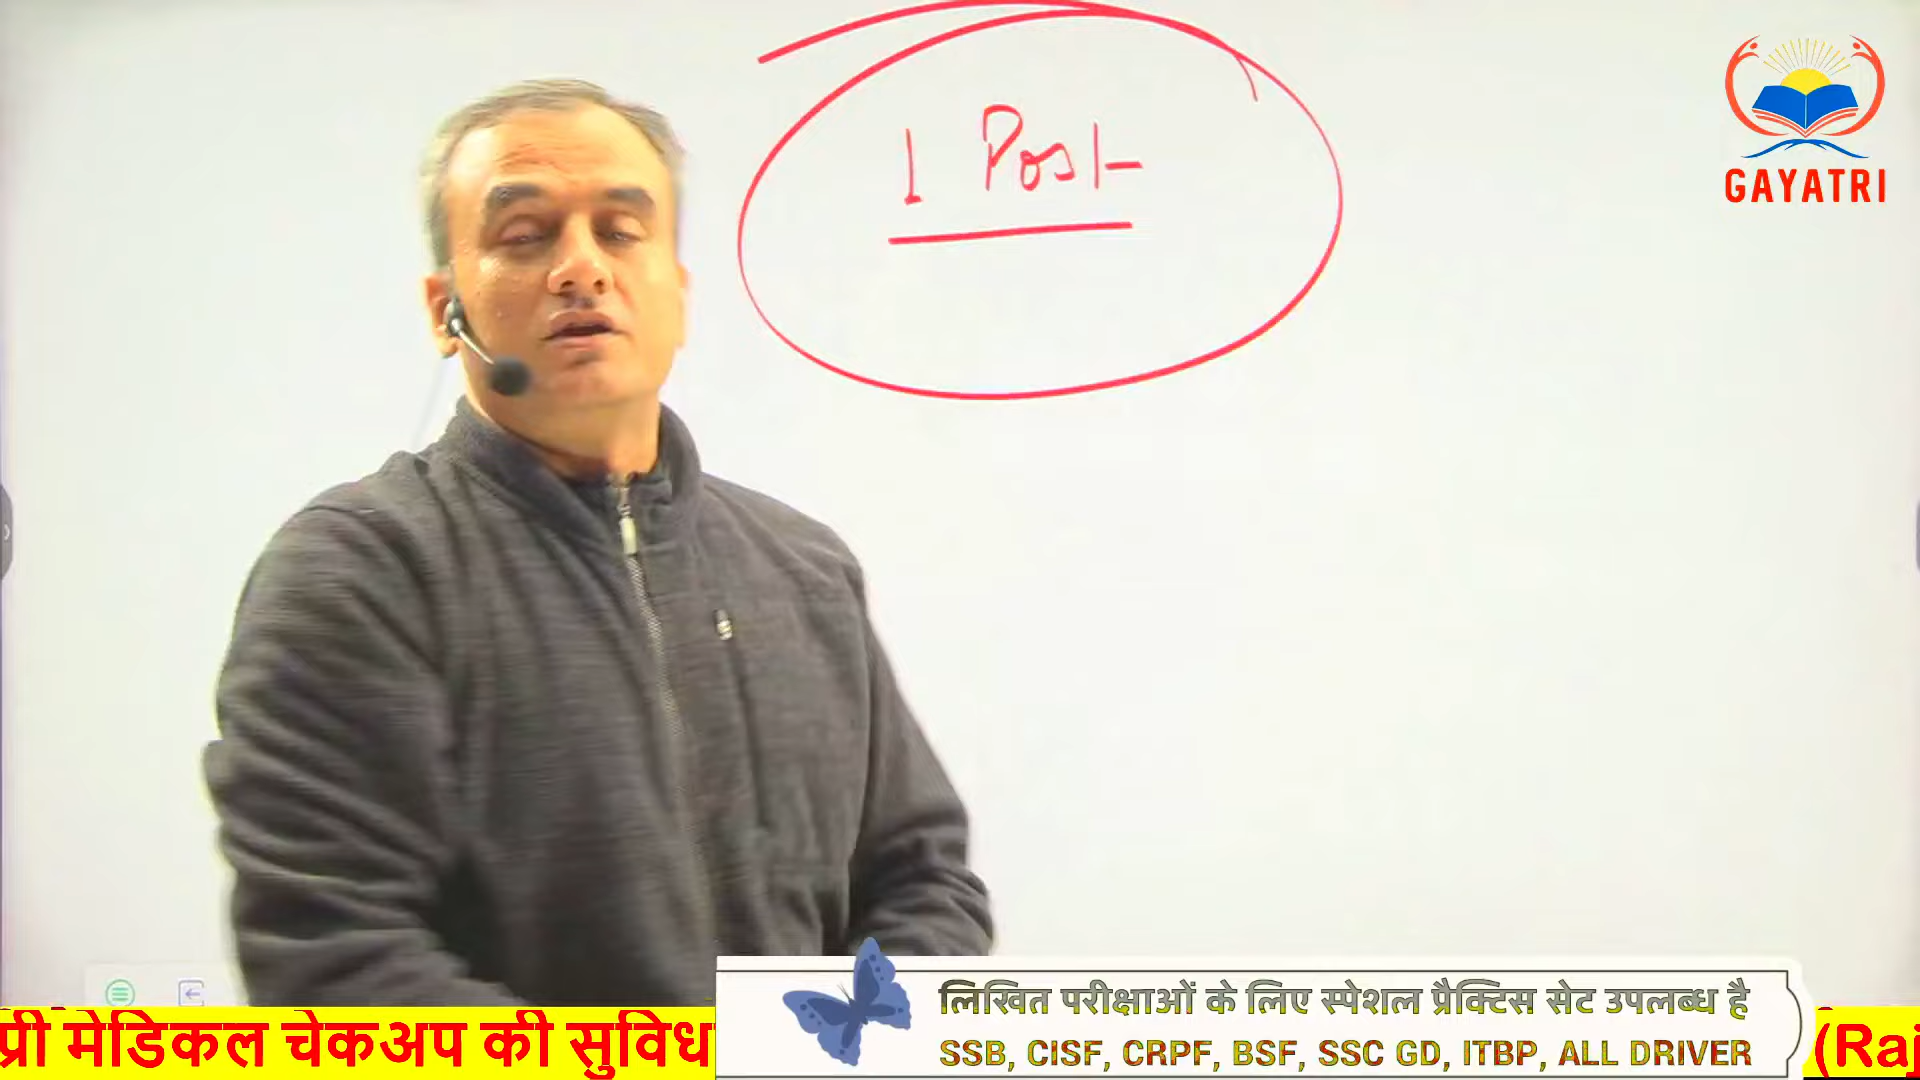 1 Post
GAYATRI
लिखित परीक्षाओं के लिए स्पेशल प्रैक्टिस सेट उपलब्ध है
SSB, CISF, CRPF, BSF, SSC GD, ITBP, ALL DRIVER
प्री मेडिकल चेकअप की सुविध
(Raj